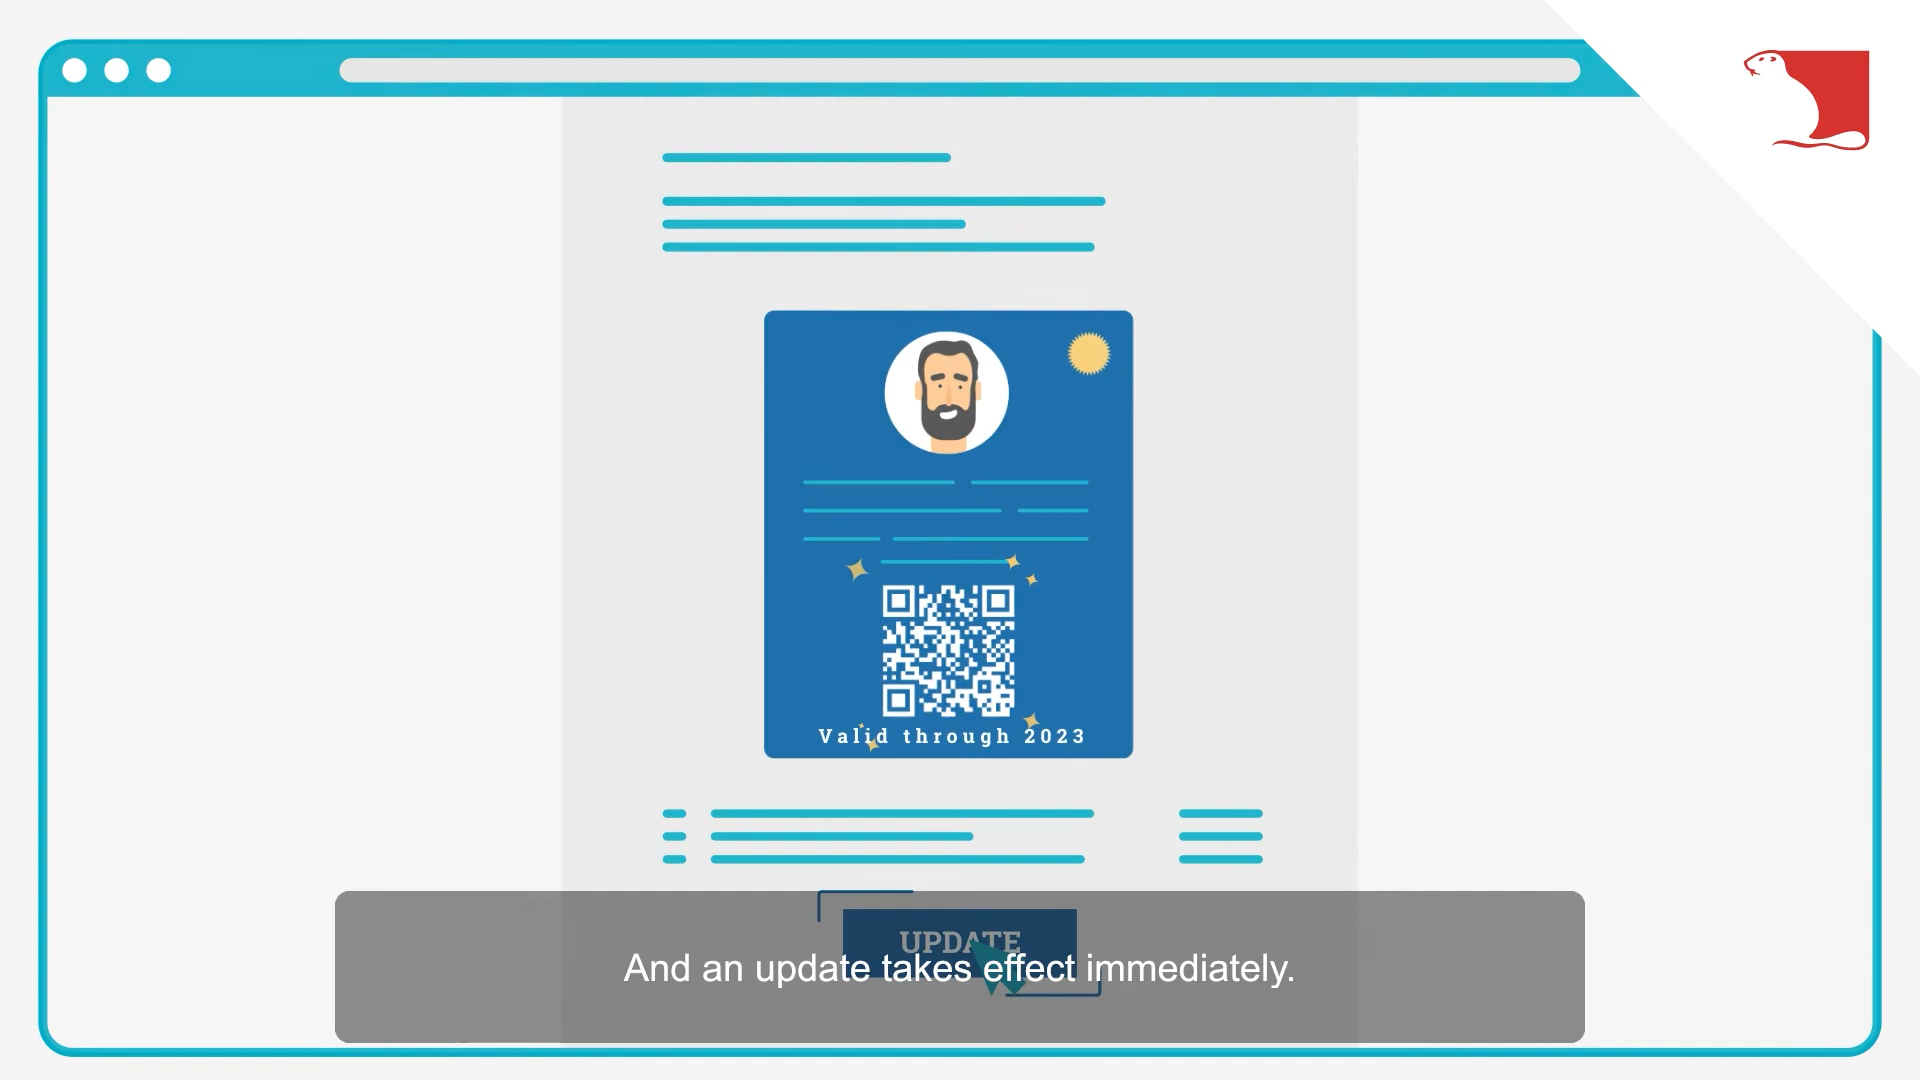 Valid through 2023
UPDATE
And an update takes effect immediately.